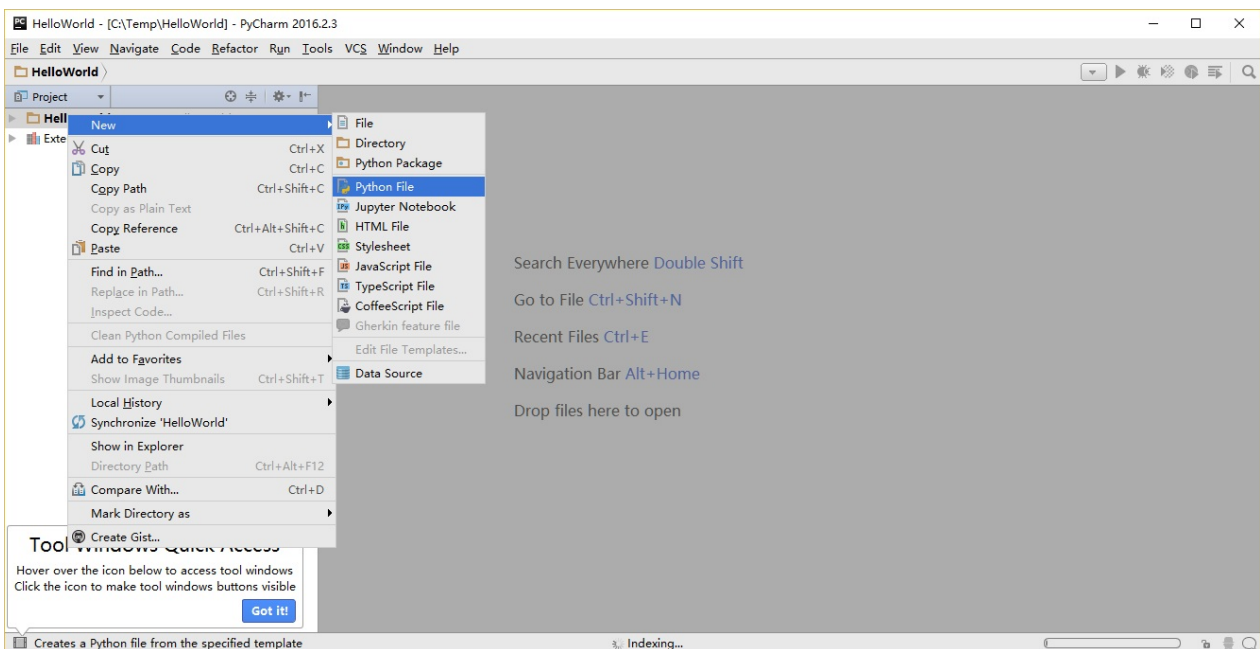 HelloWorld - [C:\Temp\HelloWorld] - PyCharm 2016.2.3
File Edit View Navigate Code Refactor Run Tools VCS Window Help
HelloWorld
Project
Hell
Exte
New
Cut Ctrl+X
Copy Ctrl+C
Copy Path Ctrl+Shift+C
Copy as Plain Text
Copy Reference Ctrl+Alt+Shift+C
Paste Ctrl+V
Find in Path... Ctrl+Shift+F
Replace in Path... Ctrl+Shift+R
Inspect Code...
Clean Python Compiled Files
Add to Favorites
Show Image Thumbnails Ctrl+Shift+T
Local History
Synchronize 'HelloWorld'
Show in Explorer
Directory Path Ctrl+Alt+F12
Compare With... Ctrl+D
Mark Directory as
Create Gist...
File
Directory
Python Package
Python File
Jupyter Notebook
HTML File
Stylesheet
JavaScript File
TypeScript File
CoffeeScript File
Gherkin feature file
Edit File Templates...
Data Source
Search Everywhere Double Shift
Go to File Ctrl+Shift+N
Recent Files Ctrl+E
Navigation Bar Alt+Home
Drop files here to open
Tool Windows Quick Access
Hover over the icon below to access tool windows
Click the icon to make tool windows buttons visible
Got it!
Creates a Python file from the specified template
Indexing...